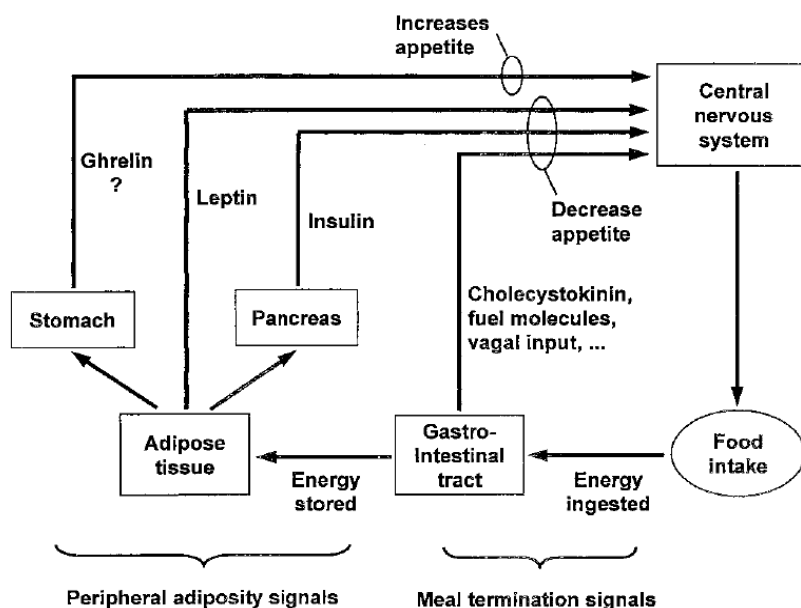 Increases
appetite
Central
nervous
system
Ghrelin
?
Leptin
Insulin
Decrease
appetite
Cholecystokinin,
fuel molecules,
vagal input, ...
Stomach
Pancreas
Adipose
tissue
Energy
stored
Gastro-
Intestinal
tract
Energy
ingested
Food
intake
Peripheral adiposity signals
Meal termination signals